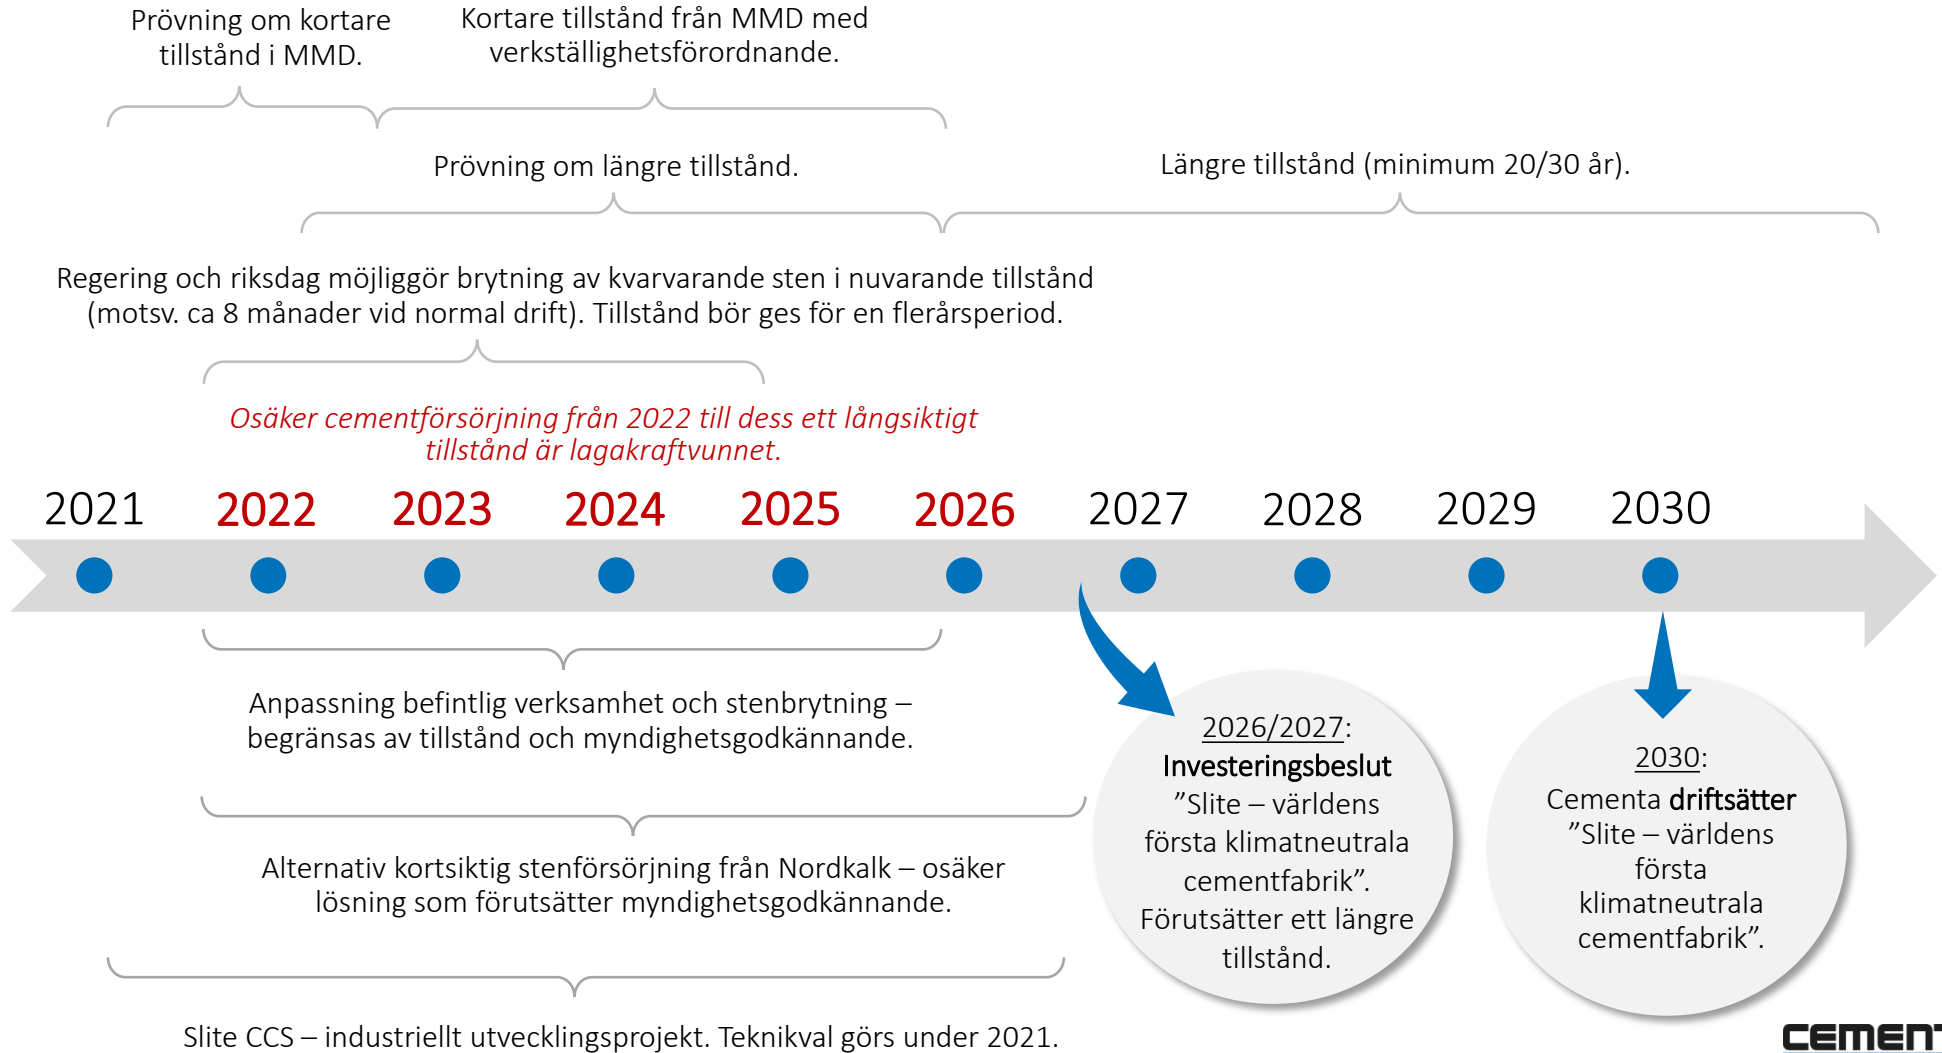 Prövning om kortare
tillstånd i MMD.
Kortare tillstånd från MMD med
verkställighetsförordnande.
Prövning om längre tillstånd.
Längre tillstånd (minimum 20/30 år).
Regering och riksdag möjliggör brytning av kvarvarande sten i nuvarande tillstånd
(motsv. ca 8 månader vid normal drift). Tillstånd bör ges för en flerårsperiod.
Osäker cementförsörjning från 2022 till dess ett långsiktigt
tillstånd är lagakraftvunnet.
2021 2022 2023 2024 2025 2026 2027 2028 2029 2030
Anpassning befintlig verksamhet och stenbrytning –
begränsas av tillstånd och myndighetsgodkännande.
Alternativ kortsiktig stenförsörjning från Nordkalk – osäker
lösning som förutsätter myndighetsgodkännande.
Slite CCS – industriellt utvecklingsprojekt. Teknikval görs under 2021.
2026/2027:
Investeringsbeslut
”Slite – världens
första klimatneutrala
cementfabrik”.
Förutsätter ett längre
tillstånd.
2030:
Cementa driftsätter
”Slite – världens
första
klimatneutrala
cementfabrik”.
CEMENT